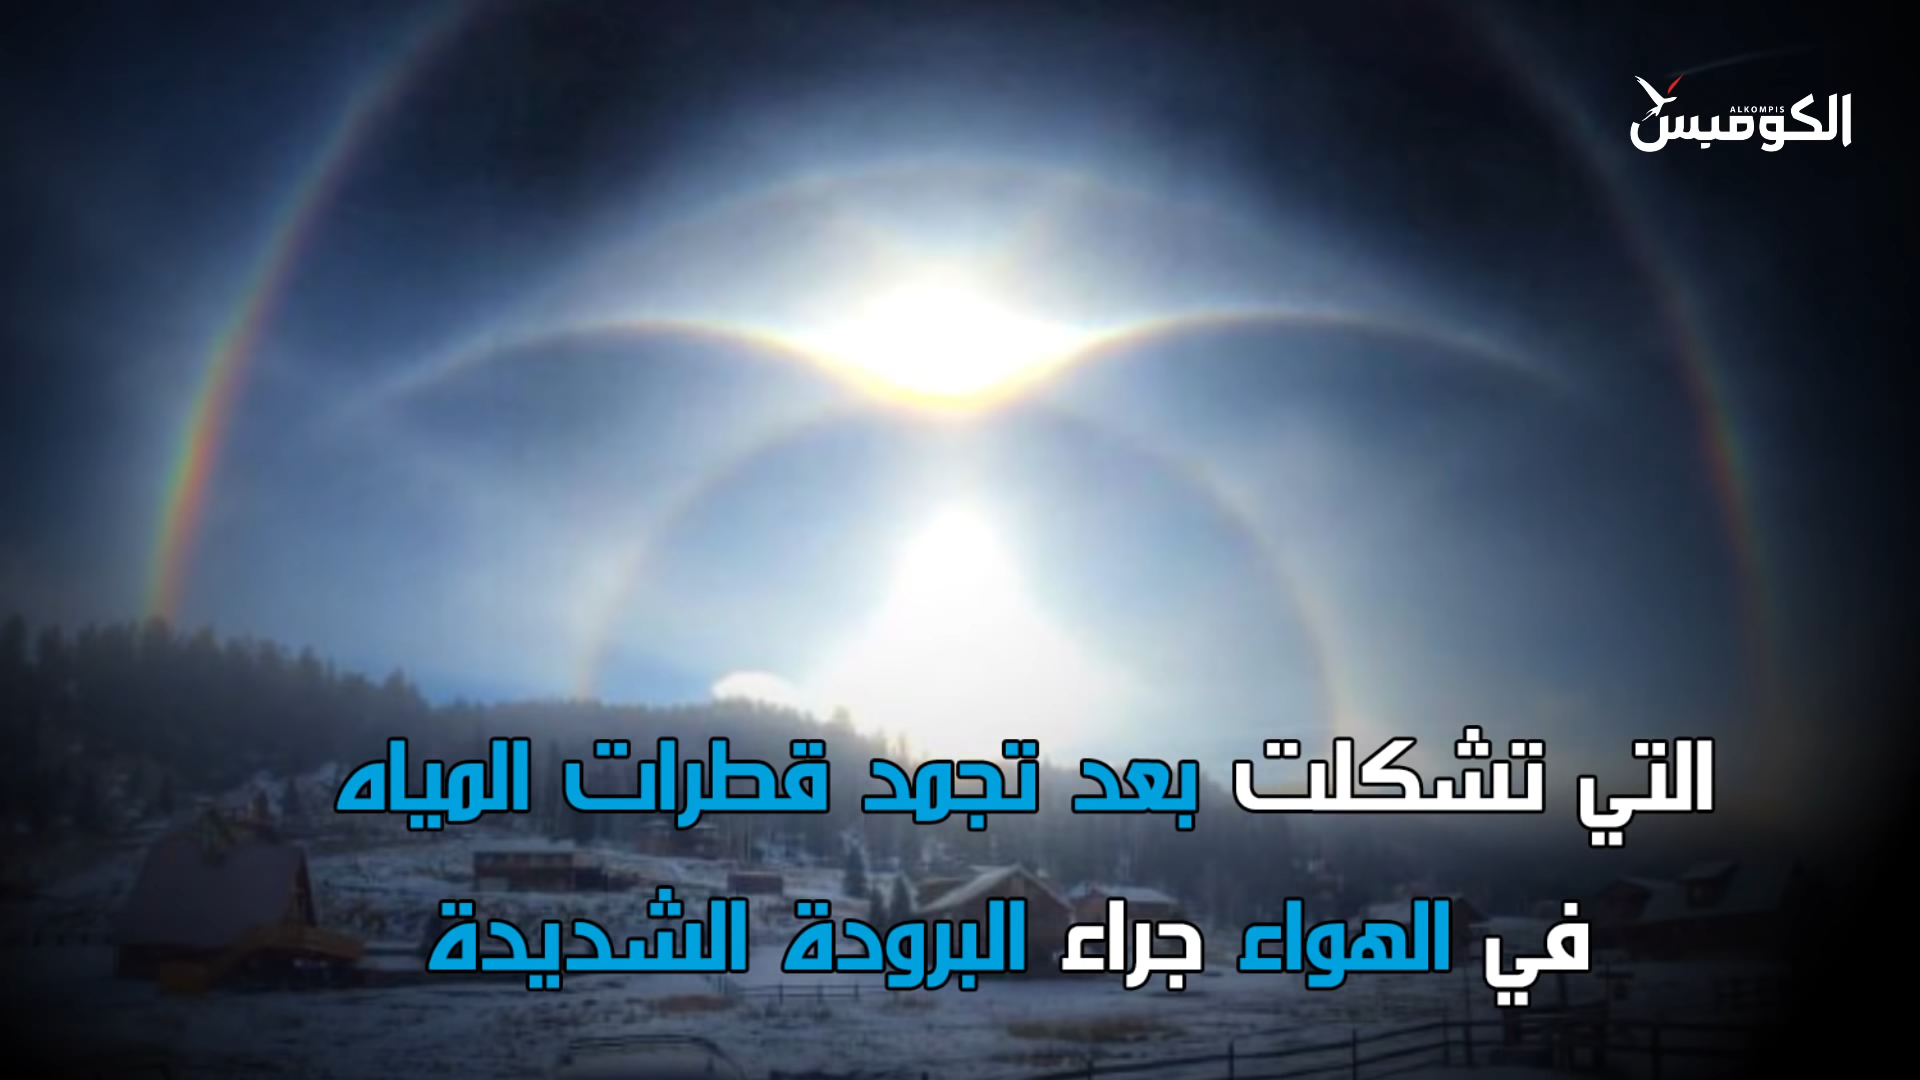 الكومبس
ALKOMPIS
التي تشكلت بعد تجمد قطرات المياه
في الهواء جراء البرودة الشديدة